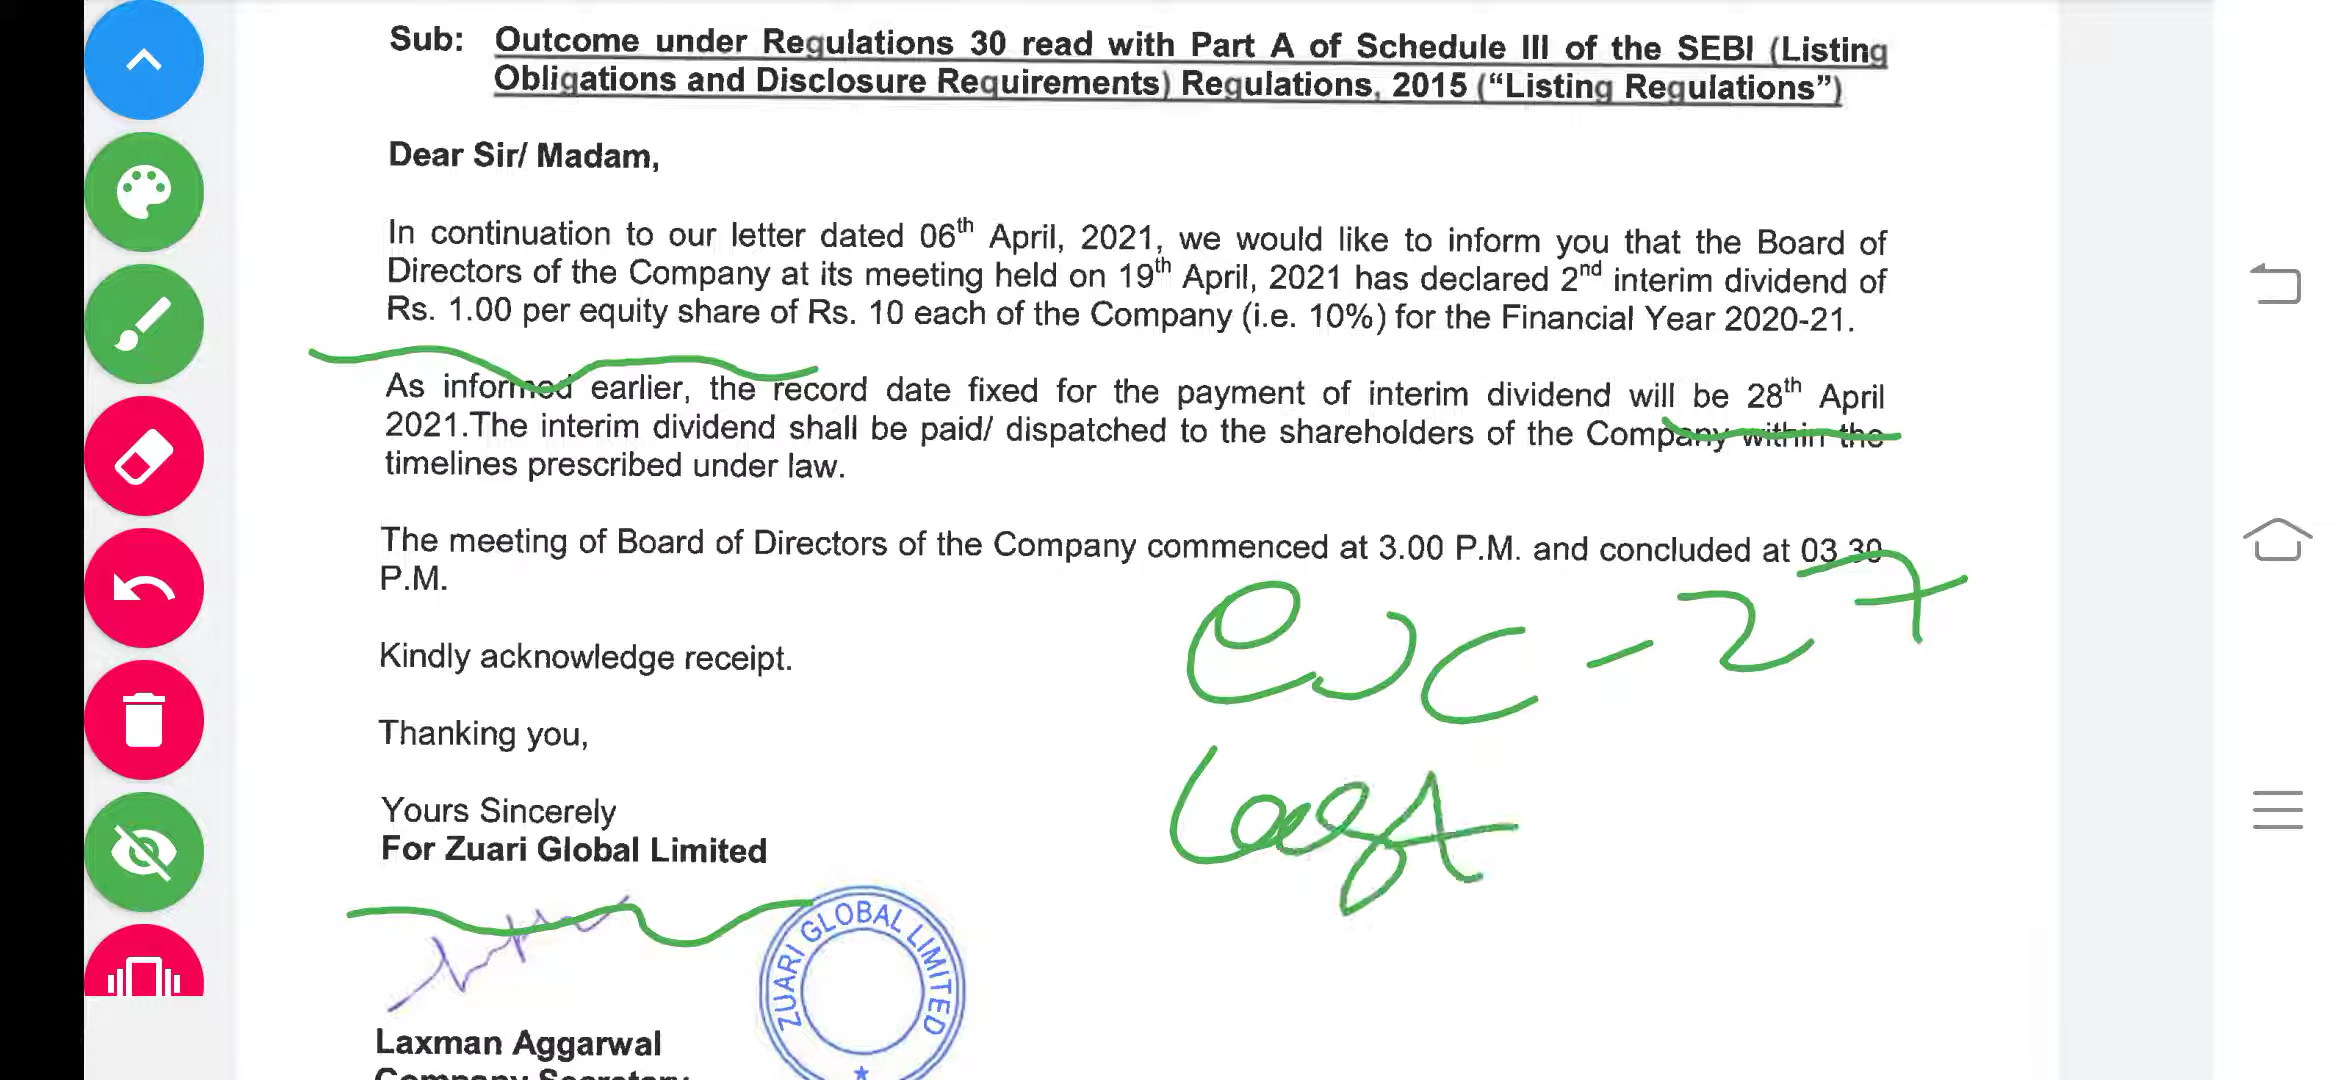 Sub: Outcome under Regulations 30 read with Part A of Schedule III of the SEBI (Listing
Obligations and Disclosure Requirements) Regulations, 2015 (“Listing Regulations”)
Dear Sir/ Madam,
In continuation to our letter dated 06th April, 2021, we would like to inform you that the Board of
Directors of the Company at its meeting held on 19th April, 2021 has declared 2nd interim dividend of
Rs. 1.00 per equity share of Rs. 10 each of the Company (i.e. 10%) for the Financial Year 2020-21.
As informed earlier, the record date fixed for the payment of interim dividend will be 28th April
2021.The interim dividend shall be paid/ dispatched to the shareholders of the Company within the
timelines prescribed under law.
The meeting of Board of Directors of the Company commenced at 3.00 P.M. and concluded at 03.30
P.M.
- 27
Kindly acknowledge receipt.
Thanking you,
Yours Sincerely
For Zuari Global Limited
ZUARI GLOBAL LIMITED
Laxman Aggarwal
Company Secretary